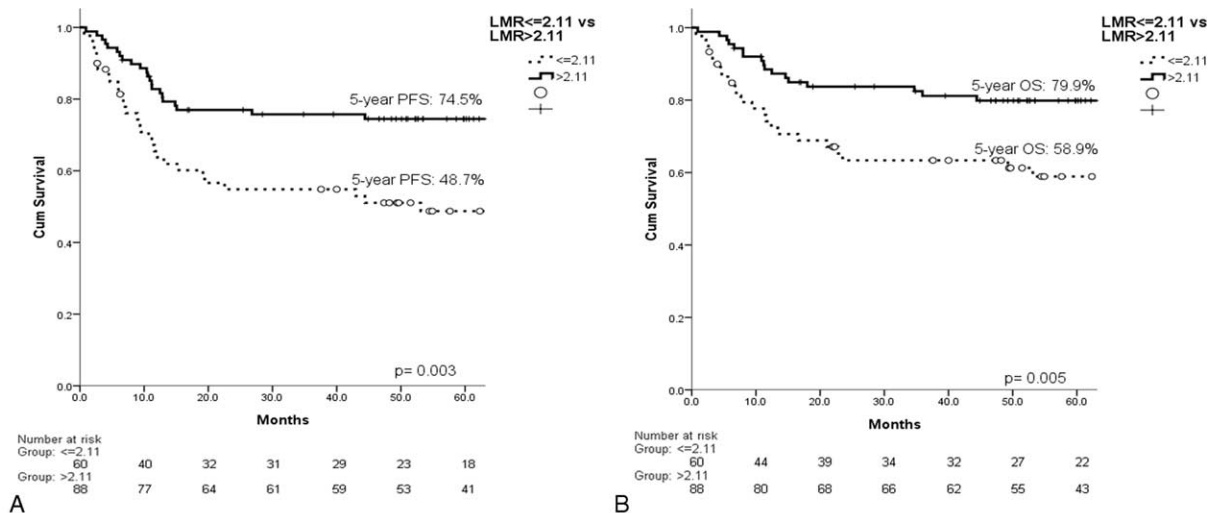 LMR<=2.11 vs
LMR>2.11
<=2.11
>2.11
1.0
0.8
0.6
0.4
0.2
0.0
Cum Survival
5-year PFS: 74.5%
5-year PFS: 48.7%
p= 0.003
0.0 10.0 20.0 30.0 40.0 50.0 60.0
Months
Number at risk
Group: <=2.11
60 40 32 31 29 23 18
Group: >2.11
88 77 64 61 59 53 41
A
LMR<=2.11 vs
LMR>2.11
<=2.11
>2.11
1.0
0.8
0.6
0.4
0.2
0.0
Cum Survival
5-year OS: 79.9%
5-year OS: 58.9%
p= 0.005
0.0 10.0 20.0 30.0 40.0 50.0 60.0
Months
Number at risk
Group: <=2.11
60 44 39 34 32 27 22
Group: >2.11
88 80 68 66 62 55 43
B